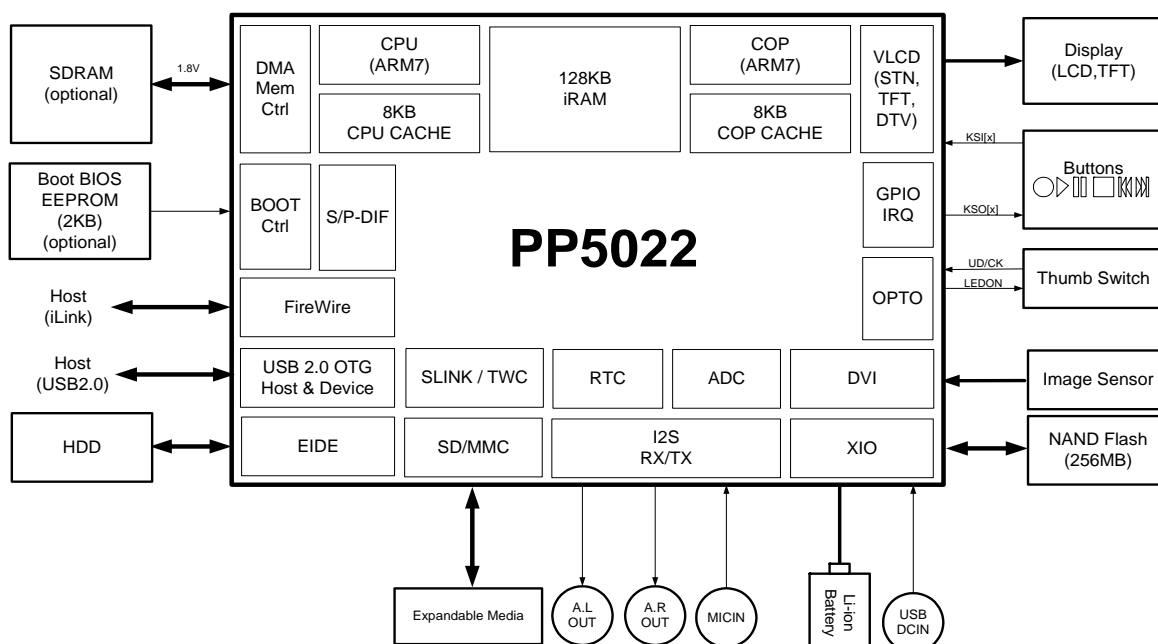 SDRAM
(optional)
1.8V
DMA
Mem
Ctrl
CPU
(ARM7)
8KB
CPU CACHE
128KB
iRAM
COP
(ARM7)
8KB
COP CACHE
VLCD
(STN,
TFT,
DTV)
Display
(LCD,TFT)
Boot BIOS
EEPROM
(2KB)
(optional)
BOOT
Ctrl
S/P-DIF
PP5022
GPIO
IRQ
KSI[x]
KSO[x]
Buttons
Host
(iLink)
FireWire
OPTO
UD/CK
LEDON
Thumb Switch
Host
(USB2.0)
USB 2.0 OTG
Host & Device
SLINK / TWC
RTC
ADC
DVI
Image Sensor
HDD
EIDE
SD/MMC
I2S
RX/TX
XIO
NAND Flash
(256MB)
Expandable Media
A.L
OUT
A.R
OUT
MICIN
Li-ion
Battery
USB
DCIN